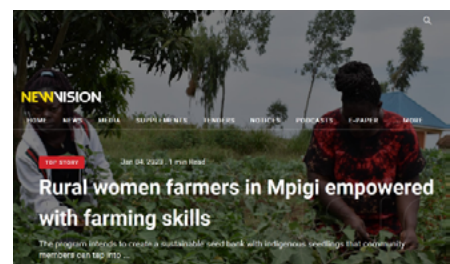 NEWVISION
HOME NEWS MEDIA SUPPLEMENTS TENDERS NOTICES PODCASTS E-PAPER MORE
TOP STORY Jan 04, 2023 . 1 min Read
Rural women farmers in Mpigi empowered
with farming skills
The program intends to create a sustainable seed bank with indigenous seedlings that community
members can tap into ...